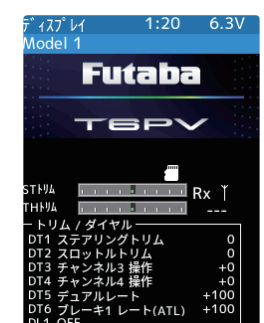 ﾃﾞｨｽﾌﾟﾚｲ 1:20 6.3V
Model 1
Futaba
T6PV
STﾄﾘﾑ Rx
THﾄﾘﾑ ---
トリム / ダイヤル
DT1 ステアリングトリム 0
DT2 スロットルトリム 0
DT3 チャンネル3 操作 +0
DT4 チャンネル4 操作 +0
DT5 デュアルレート +100
DT6 ブレーキ1 レート(ATL) +100
DL1 OFF